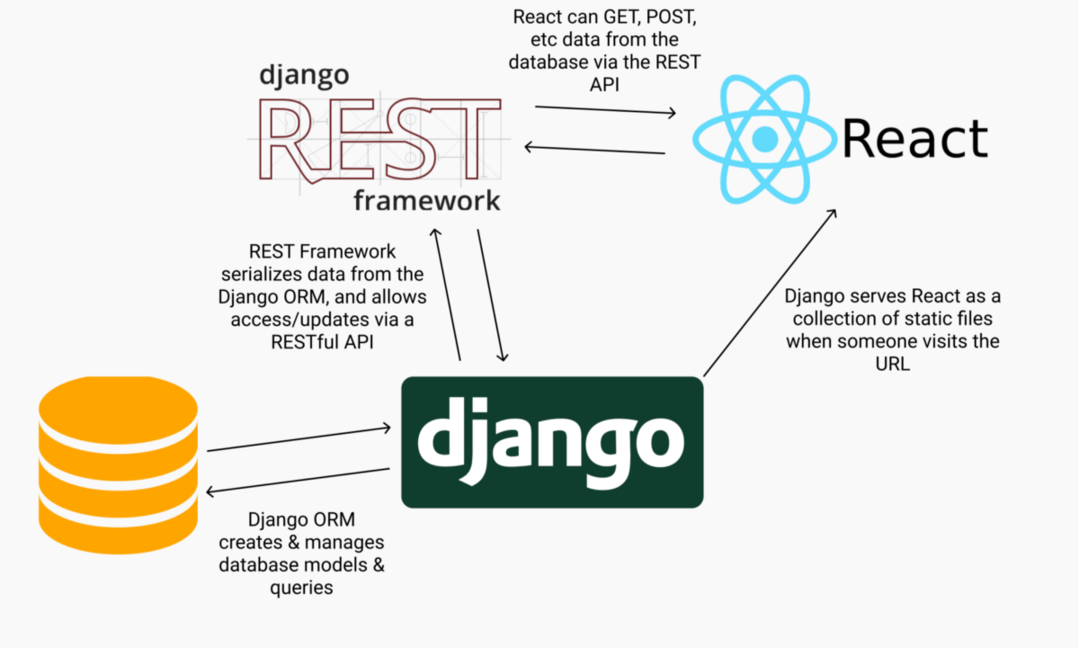 React can GET, POST,
etc data from the
database via the REST
API
django
REST
framework
React
REST Framework
serializes data from the
Django ORM, and allows
access/updates via a
RESTful API
Django serves React as a
collection of static files
when someone visits the
URL
django
Django ORM
creates & manages
database models &
queries